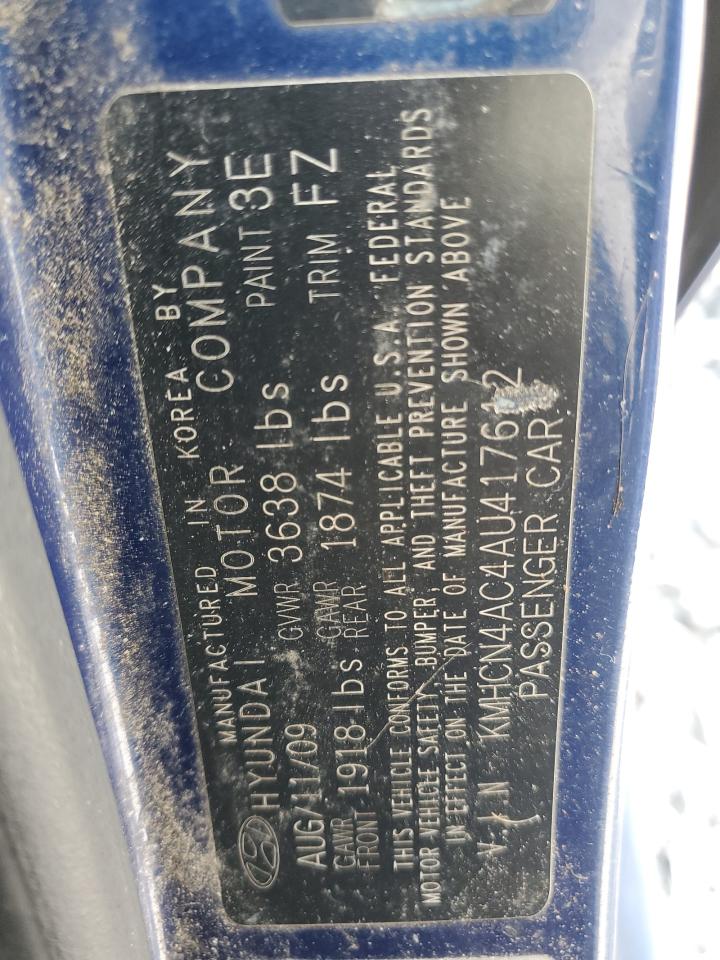 MANUFACTURED IN KOREA BY
HYUNDAI MOTOR COMPANY
AUG/11/09 GVWR 3638 lbs PAINT 3E
GAWR FRONT 1918 lbs GAWR REAR 1874 lbs TRIM FZ
THIS VEHICLE CONFORMS TO ALL APPLICABLE U.S.A. FEDERAL
MOTOR VEHICLE SAFETY, BUMPER, AND THEFT PREVENTION STANDARDS
IN EFFECT ON THE DATE OF MANUFACTURE SHOWN ABOVE
V.I.N KMHCN4AC4AU417612
PASSENGER CAR